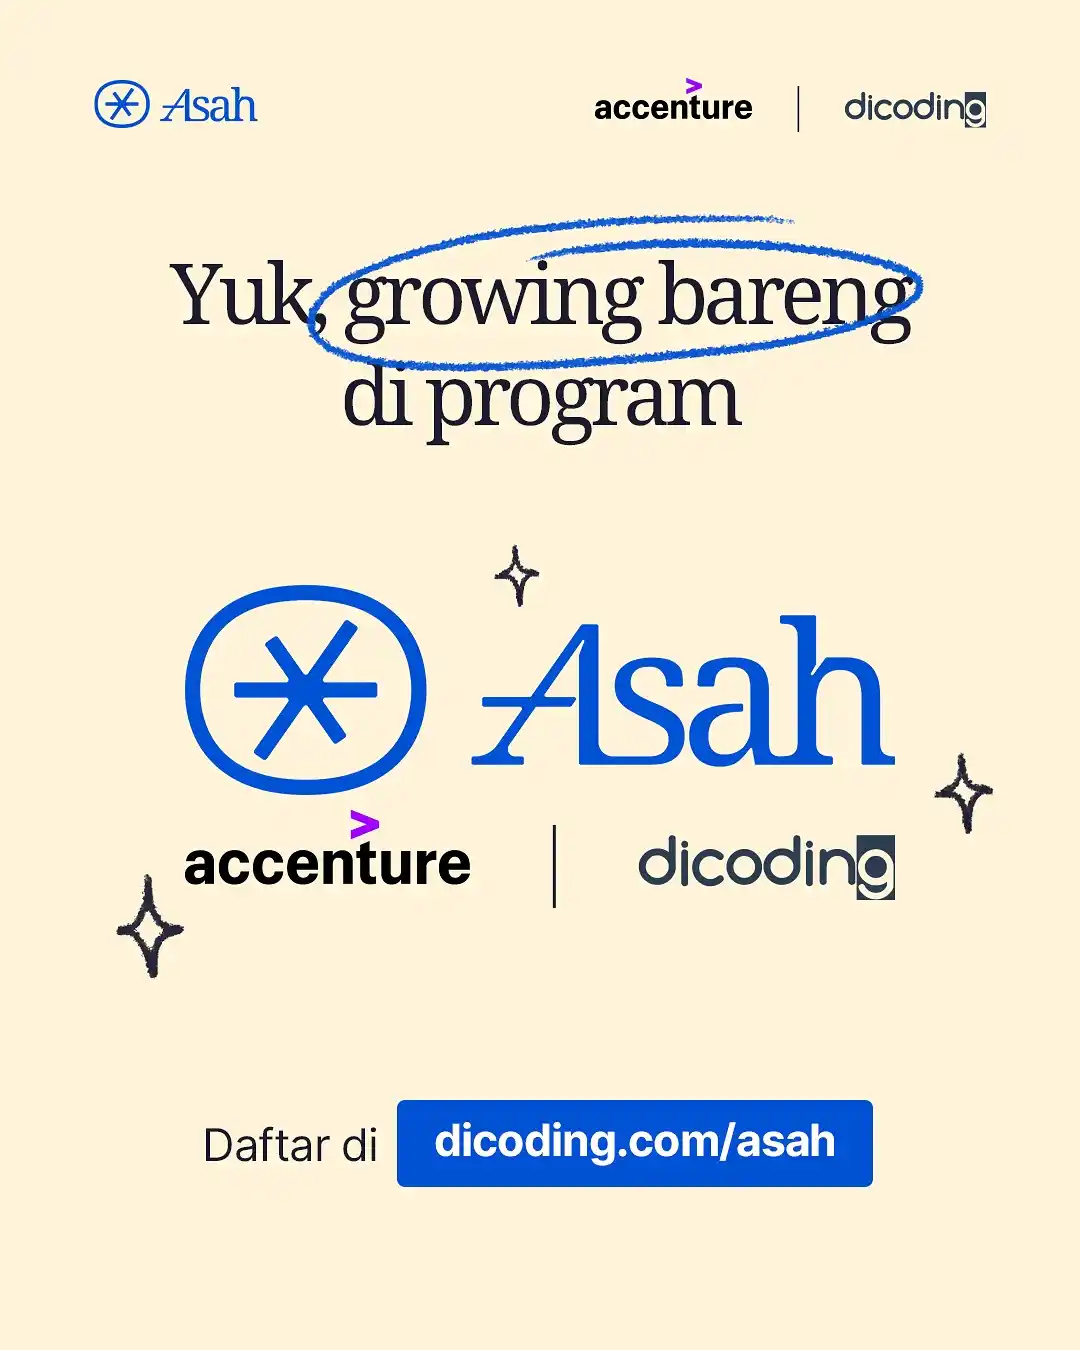 Asah
accenture
dicoding
Yuk, growing bareng
di program
Asah
accenture
dicoding
Daftar di dicoding.com/asah